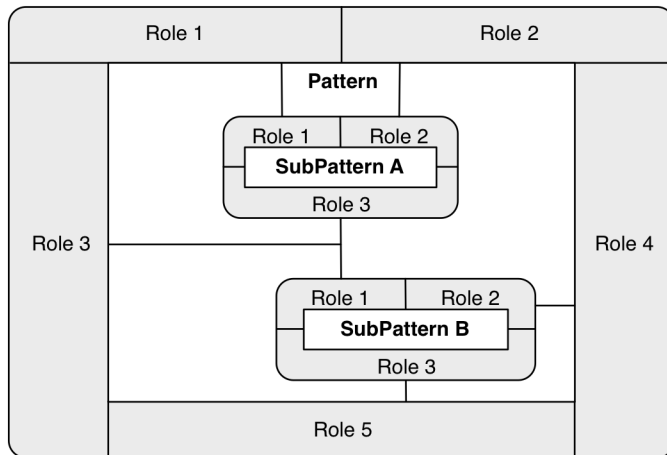 Role 1
Role 2
Pattern
Role 1
Role 2
SubPattern A
Role 3
Role 3
Role 4
Role 1
Role 2
SubPattern B
Role 3
Role 5